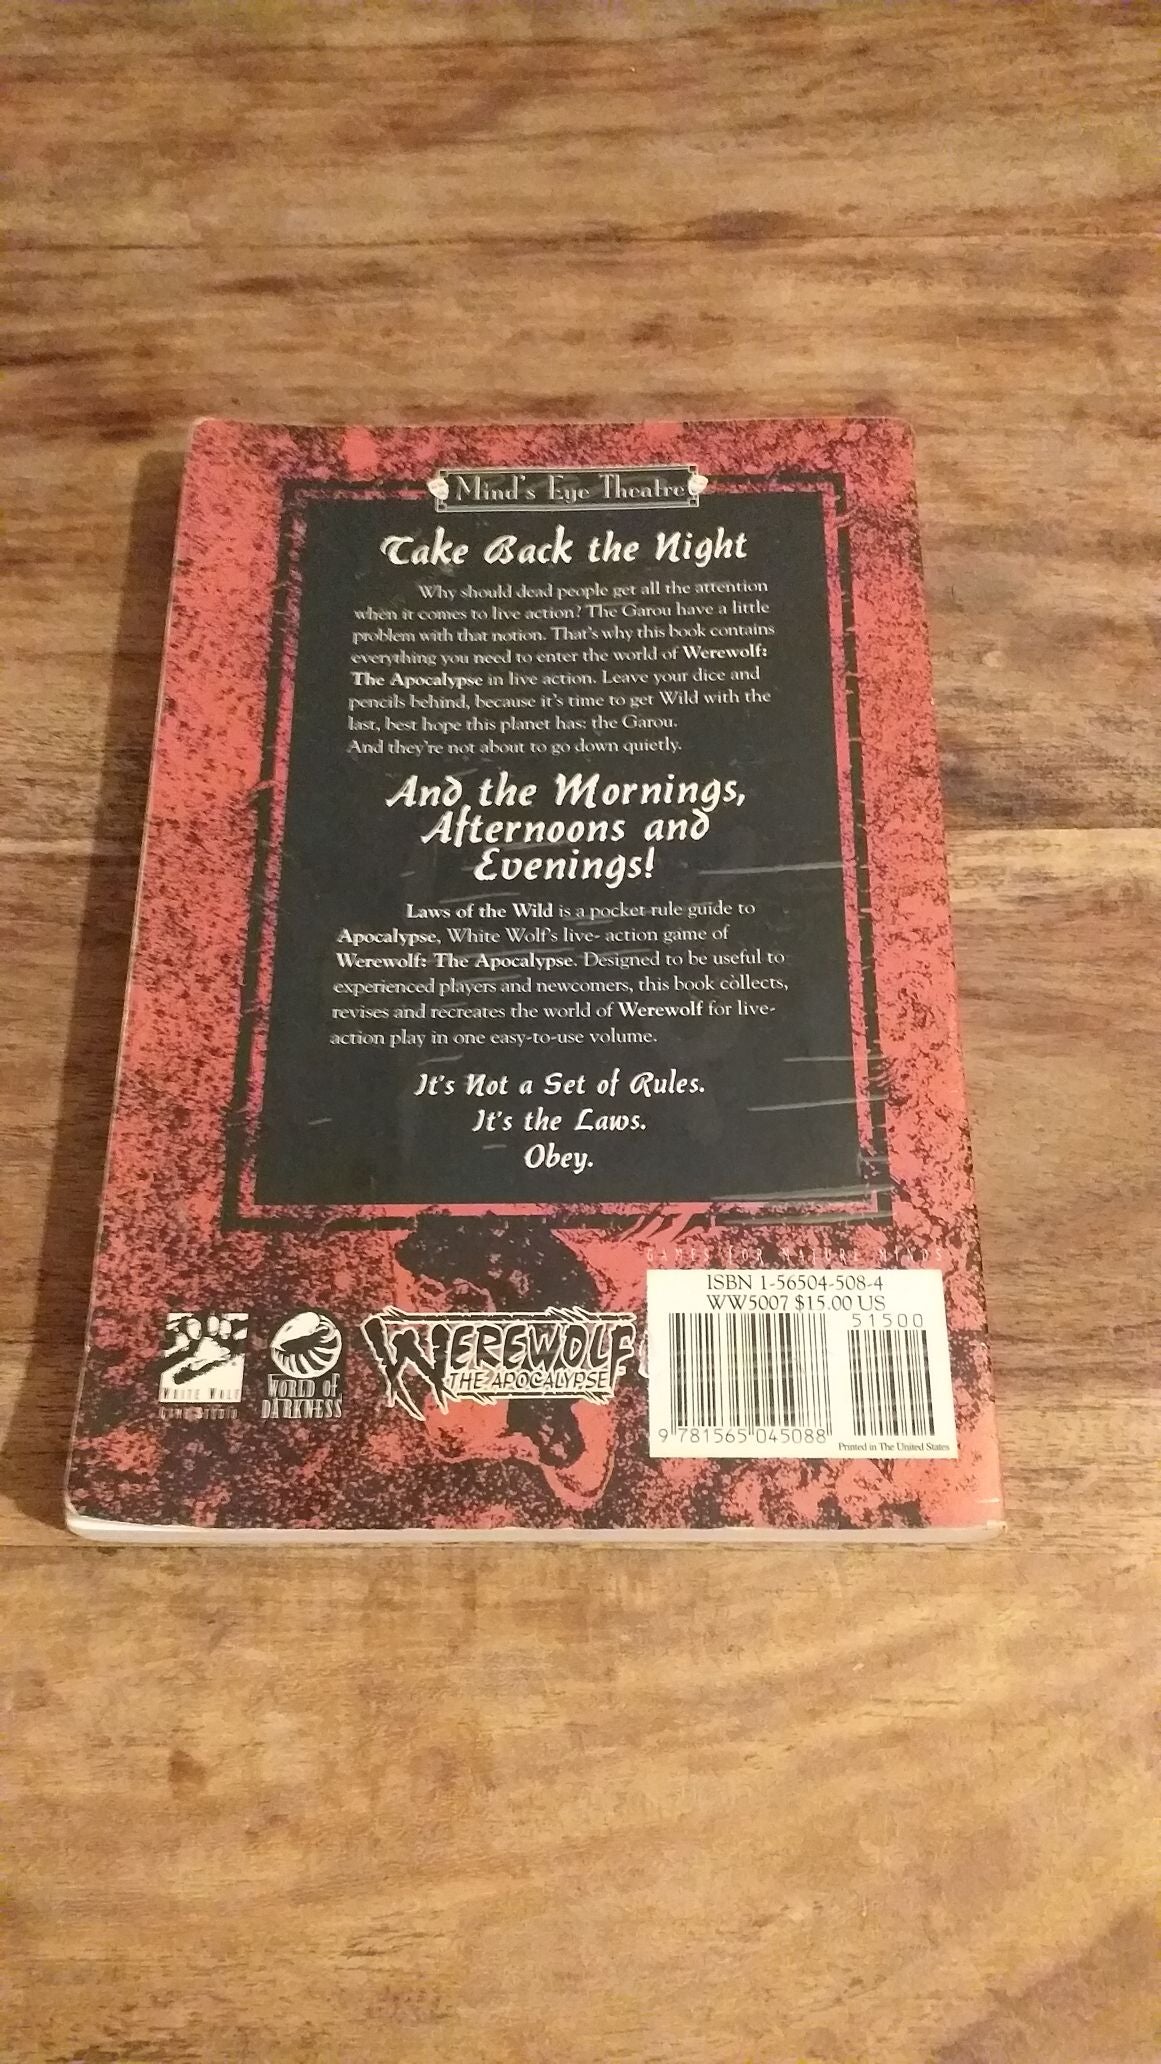 Mind's Eye Theatre
Take Back the Night
Why should dead people get all the attention
when it comes to live action? The Garou have a little
problem with that notion. That's why this book contains
everything you need to enter the world of Werewolf:
The Apocalypse in live action. Leave your dice and
pencils behind, because it's time to get Wild with the
last, best hope this planet has: the Garou.
And they're not about to go down quietly.
And the Mornings,
Afternoons and
Evenings!
Laws of the Wild is a pocket rule guide to
Apocalypse, White Wolf's live- action game of
Werewolf: The Apocalypse. Designed to be useful to
experienced players and newcomers, this book collects,
revises and recreates the world of Werewolf for live-
action play in one easy-to-use volume.
It's Not a Set of Rules.
It's the Laws.
Obey.
GAMES FOR MATURE MINDS
ISBN 1-56504-508-4
WW5007 $15.00 US
51500
9 781565 045088
Printed in The United States
WHITE WOLF
GAME STUDIO
WORLD OF
DARKNESS
WEREWOLF
THE APOCALYPSE